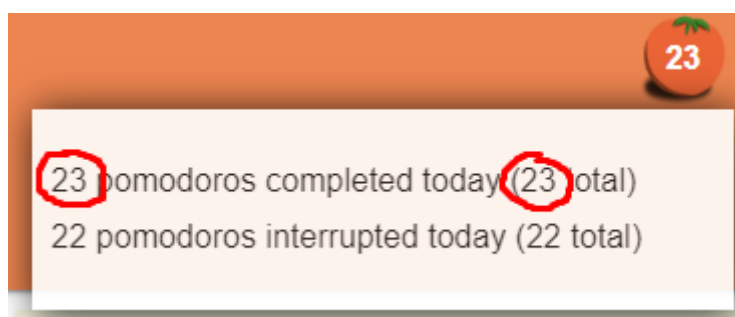 23
23 pomodoros completed today (23 total)
22 pomodoros interrupted today (22 total)